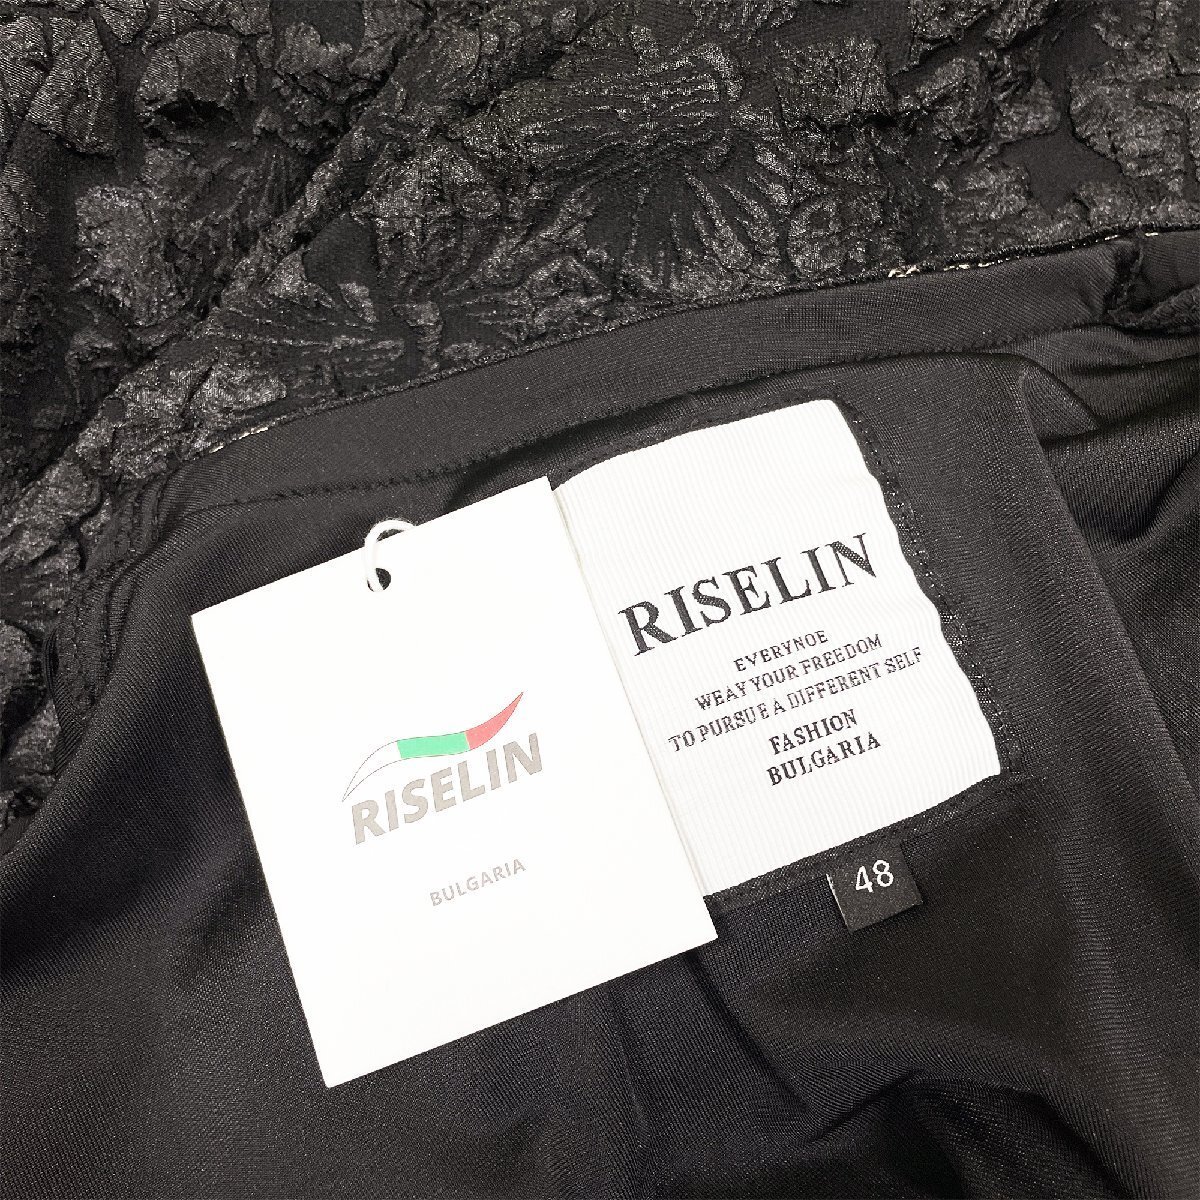 RISELIN
EVERYNOE
WEAY YOUR FREEDOM
TO PURSUE A DIFFERENT SELF
FASHION
BULGARIA
48
RISELIN
BULGARIA